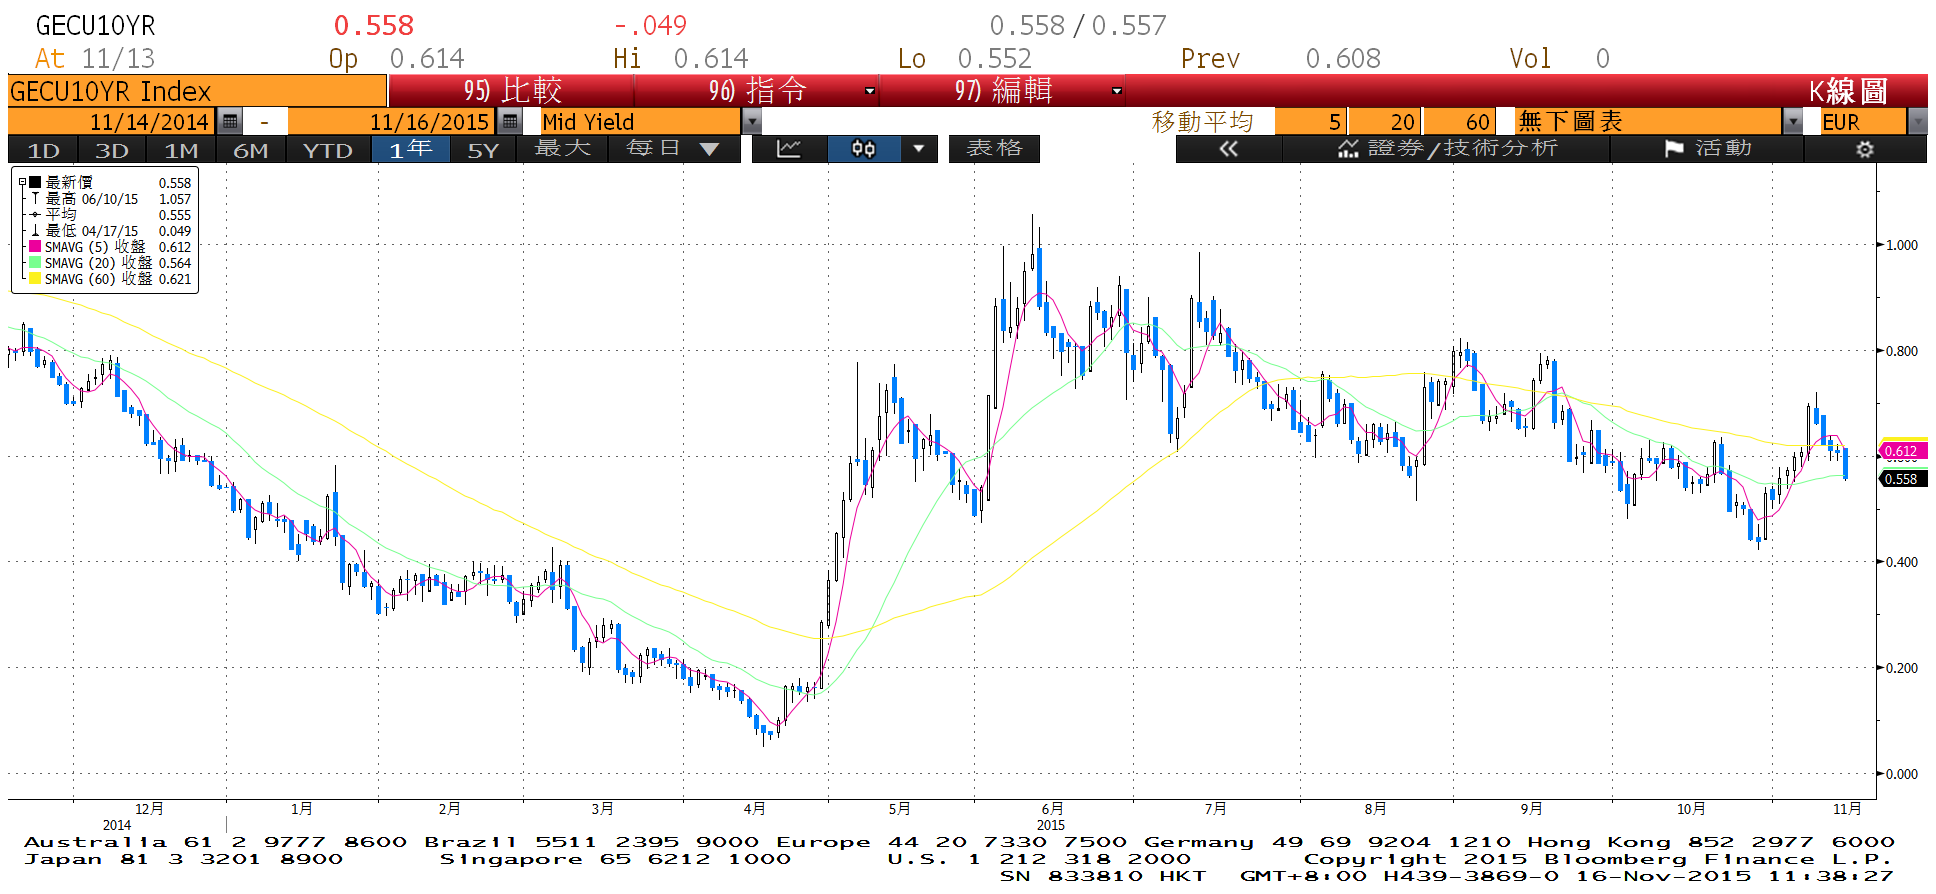 GECU10YR 0.558 -.049 0.558 / 0.557
At 11/13 Op 0.614 Hi 0.614 Lo 0.552 Prev 0.608 Vol 0
GECU10YR Index 95) 比較 96) 指令 97) 編輯 K線圖
11/14/2014 - 11/16/2015 Mid Yield 移動平均 5 20 60 無下圖表 EUR
1D 3D 1M 6M YTD 1年 5Y 最大 每日 表格 « 證券/技術分析 活動
最新價 0.558
最高 06/10/15 1.057
平均 0.555
最低 04/17/15 0.049
SMAVG (5) 收盤 0.612
SMAVG (20) 收盤 0.564
SMAVG (60) 收盤 0.621
1.000
0.800
0.612
0.558
0.400
0.200
0.000
12月 1月 2月 3月 4月 5月 6月 7月 8月 9月 10月 11月
2014 2015
Australia 61 2 9777 8600 Brazil 5511 2395 9000 Europe 44 20 7330 7500 Germany 49 69 9204 1210 Hong Kong 852 2977 6000
Japan 81 3 3201 8900 Singapore 65 6212 1000 U.S. 1 212 318 2000 Copyright 2015 Bloomberg Finance L.P.
SN 833810 HKT GMT+8:00 H439-3869-0 16-Nov-2015 11:38:27